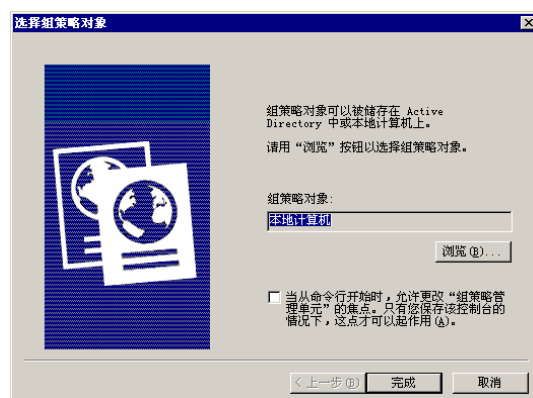 选择组策略对象
组策略对象可以被储存在 Active
Directory 中或本地计算机上。
请用“浏览”按钮以选择组策略对象。
组策略对象:
本地计算机
浏览(B)...
当从命令行开始时，允许更改“组策略管
理单元”的焦点。只有您保存该控制台的
情况下，这点才可以起作用(A)。
< 上一步(B)
完成
取消